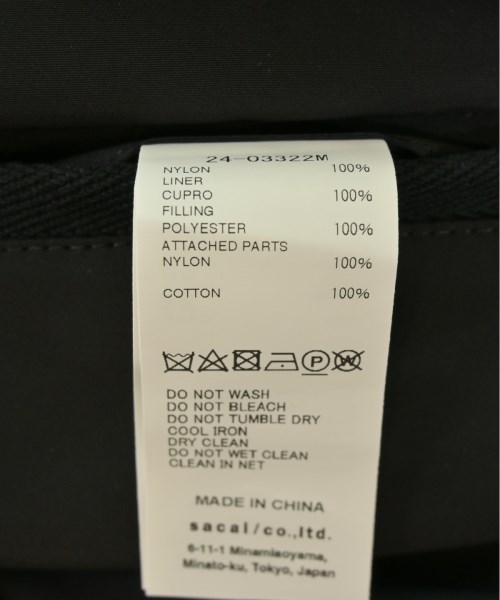 24-03322M
NYLON 100%
LINER
CUPRO 100%
FILLING
POLYESTER 100%
ATTACHED PARTS
NYLON 100%
COTTON 100%
P W
DO NOT WASH
DO NOT BLEACH
DO NOT TUMBLE DRY
COOL IRON
DRY CLEAN
DO NOT WET CLEAN
CLEAN IN NET
MADE IN CHINA
sacai/co.,ltd.
6-11-1 Minamiaoyama,
Minato-ku, Tokyo, Japan